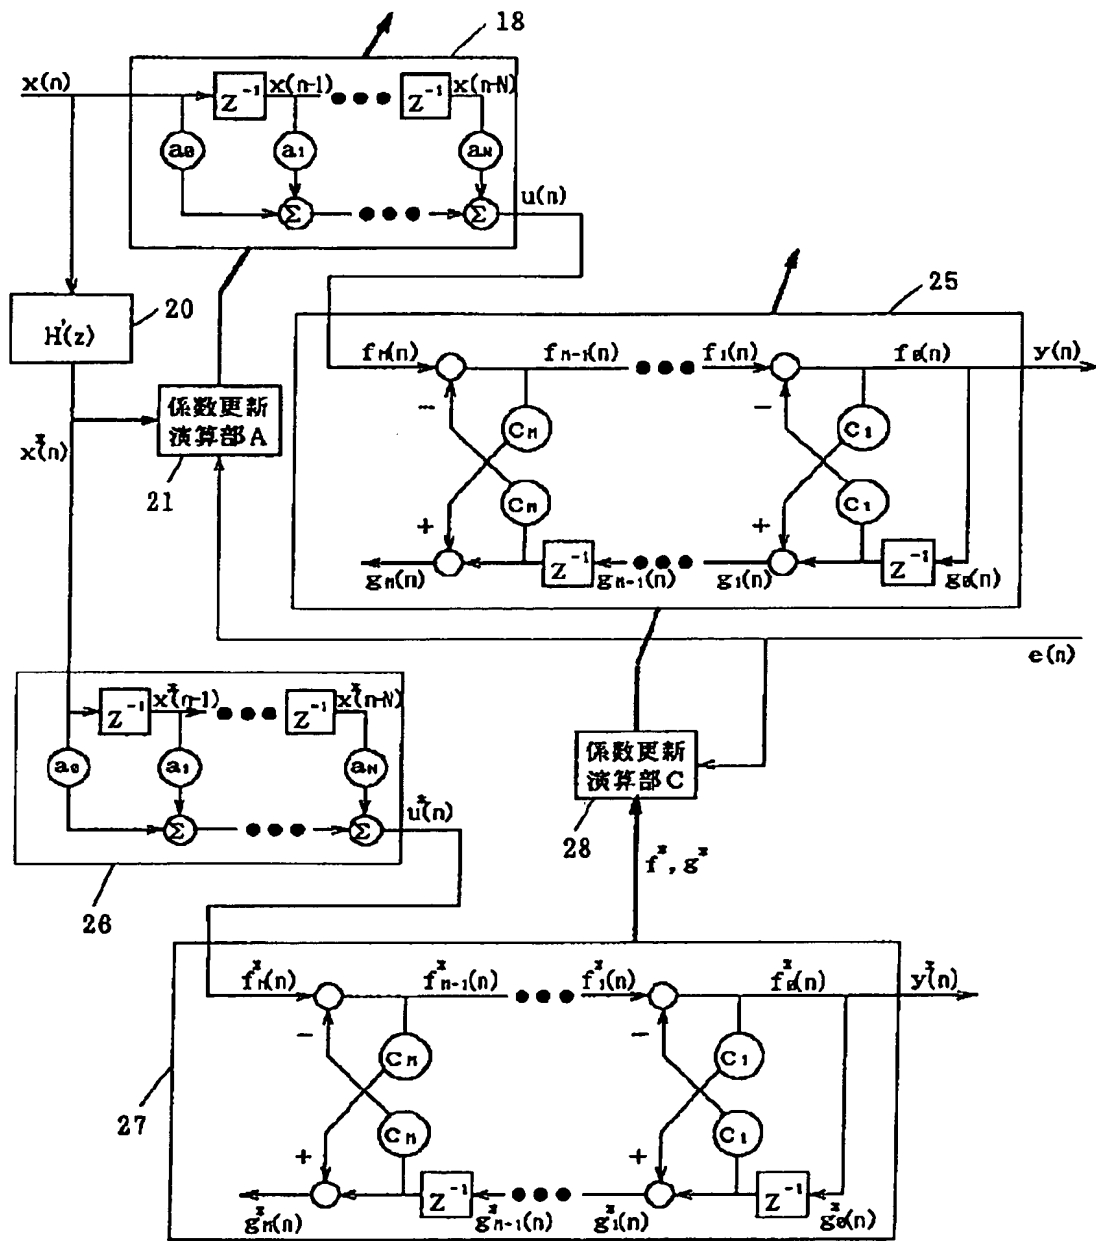 18
x(n)
Z⁻¹
x(n-1)
Z⁻¹
x(n-N)
a₀
a₁
a_N
Σ
Σ
u(n)
20
H'(z)
25
f_M(n)
f_{M-1}(n)
f₁(n)
f₀(n)
y(n)
係数更新
演算部A
21
x*(n)
−
−
C_M
C₁
C_M
C₁
+
+
Z⁻¹
Z⁻¹
g_M(n)
g_{M-1}(n)
g₁(n)
g₀(n)
e(n)
Z⁻¹
x*(n-1)
Z⁻¹
x*(n-N)
a₀
a₁
a_N
Σ
Σ
u*(n)
26
係数更新
演算部C
28
f*, g*
f*_M(n)
f*_{M-1}(n)
f*₁(n)
f*₀(n)
y*(n)
−
−
C_M
C₁
27
C_M
C₁
+
+
Z⁻¹
Z⁻¹
g*_M(n)
g*_{M-1}(n)
g*₁(n)
g*₀(n)